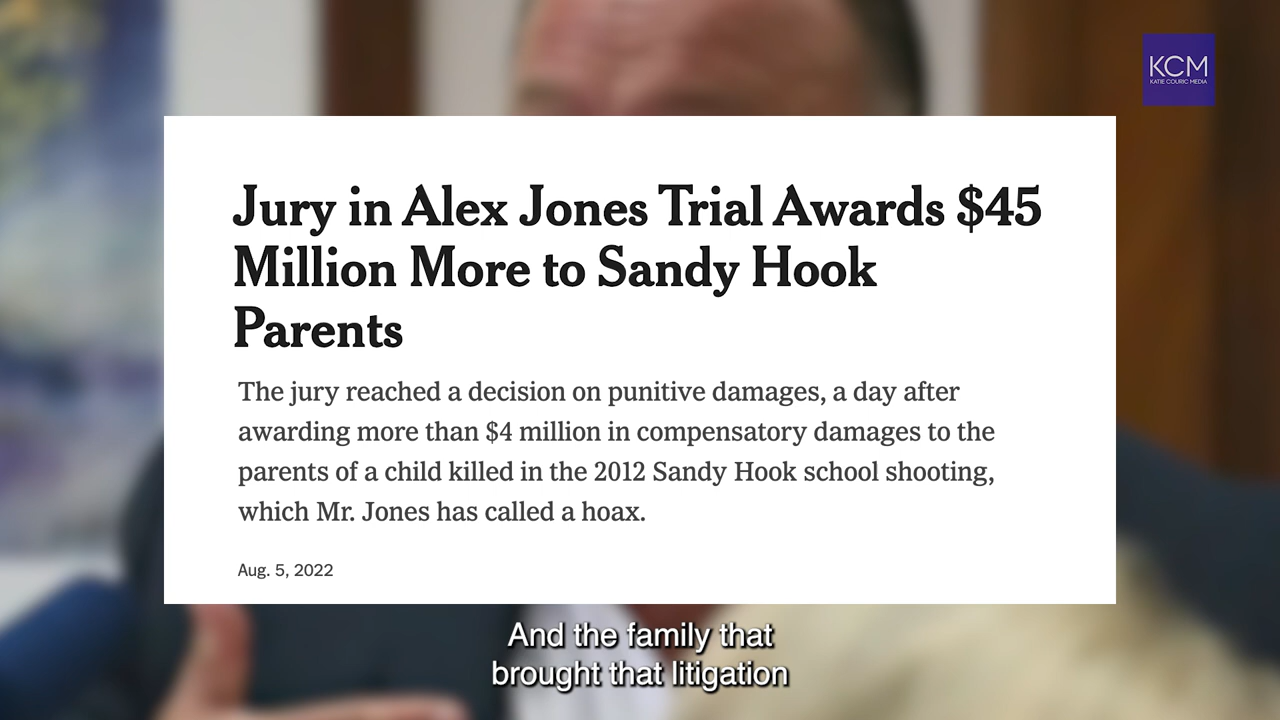 KCM
KATIE COURIC MEDIA
Jury in Alex Jones Trial Awards $45
Million More to Sandy Hook
Parents
The jury reached a decision on punitive damages, a day after
awarding more than $4 million in compensatory damages to the
parents of a child killed in the 2012 Sandy Hook school shooting,
which Mr. Jones has called a hoax.
Aug. 5, 2022
And the family that
brought that litigation